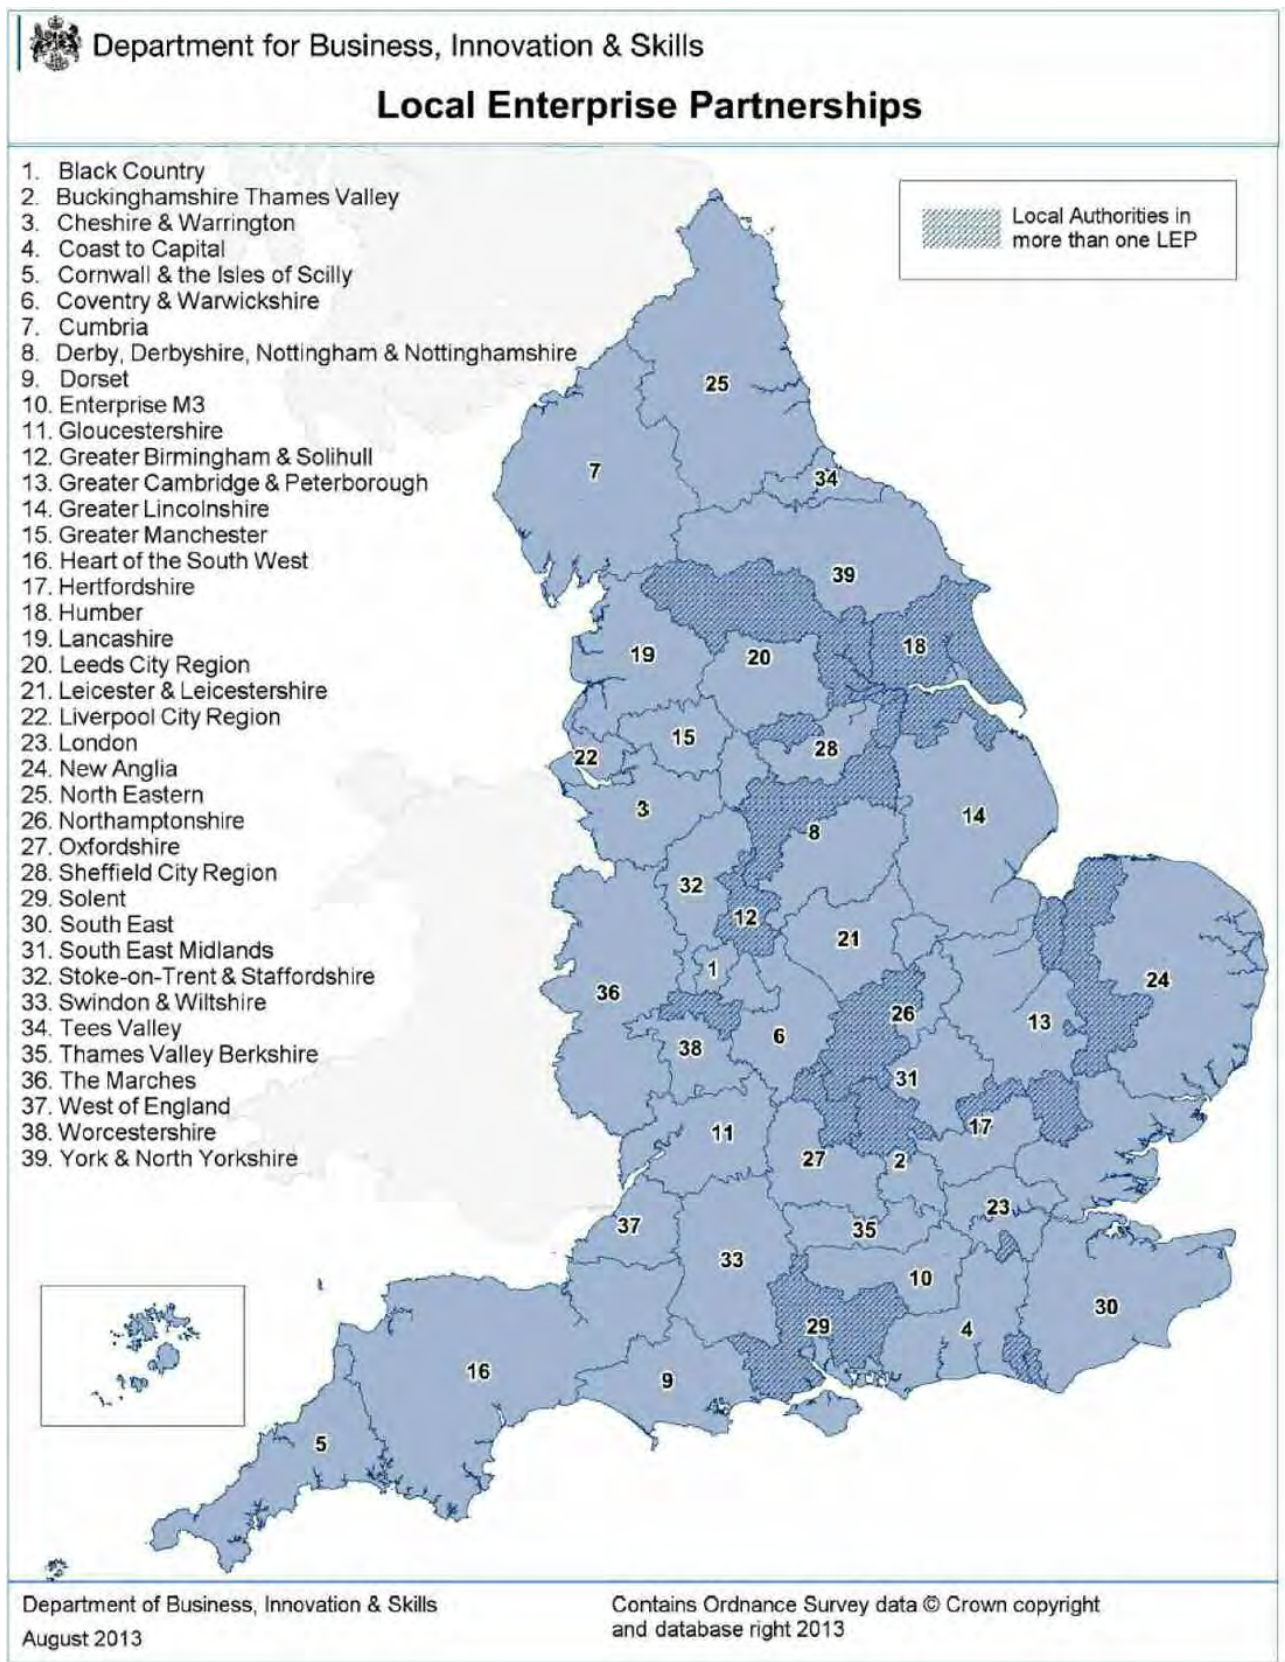 Department for Business, Innovation & Skills
Local Enterprise Partnerships
1. Black Country
2. Buckinghamshire Thames Valley
3. Cheshire & Warrington
4. Coast to Capital
5. Cornwall & the Isles of Scilly
6. Coventry & Warwickshire
7. Cumbria
8. Derby, Derbyshire, Nottingham & Nottinghamshire
9. Dorset
10. Enterprise M3
11. Gloucestershire
12. Greater Birmingham & Solihull
13. Greater Cambridge & Peterborough
14. Greater Lincolnshire
15. Greater Manchester
16. Heart of the South West
17. Hertfordshire
18. Humber
19. Lancashire
20. Leeds City Region
21. Leicester & Leicestershire
22. Liverpool City Region
23. London
24. New Anglia
25. North Eastern
26. Northamptonshire
27. Oxfordshire
28. Sheffield City Region
29. Solent
30. South East
31. South East Midlands
32. Stoke-on-Trent & Staffordshire
33. Swindon & Wiltshire
34. Tees Valley
35. Thames Valley Berkshire
36. The Marches
37. West of England
38. Worcestershire
39. York & North Yorkshire
Local Authorities in
more than one LEP
25
7
34
39
18
19
20
15
28
22
3
14
8
32
12
21
1
24
36
26
13
6
38
31
11
17
27
2
23
37
35
33
10
30
29
4
16
9
5
Department of Business, Innovation & Skills
August 2013
Contains Ordnance Survey data © Crown copyright
and database right 2013